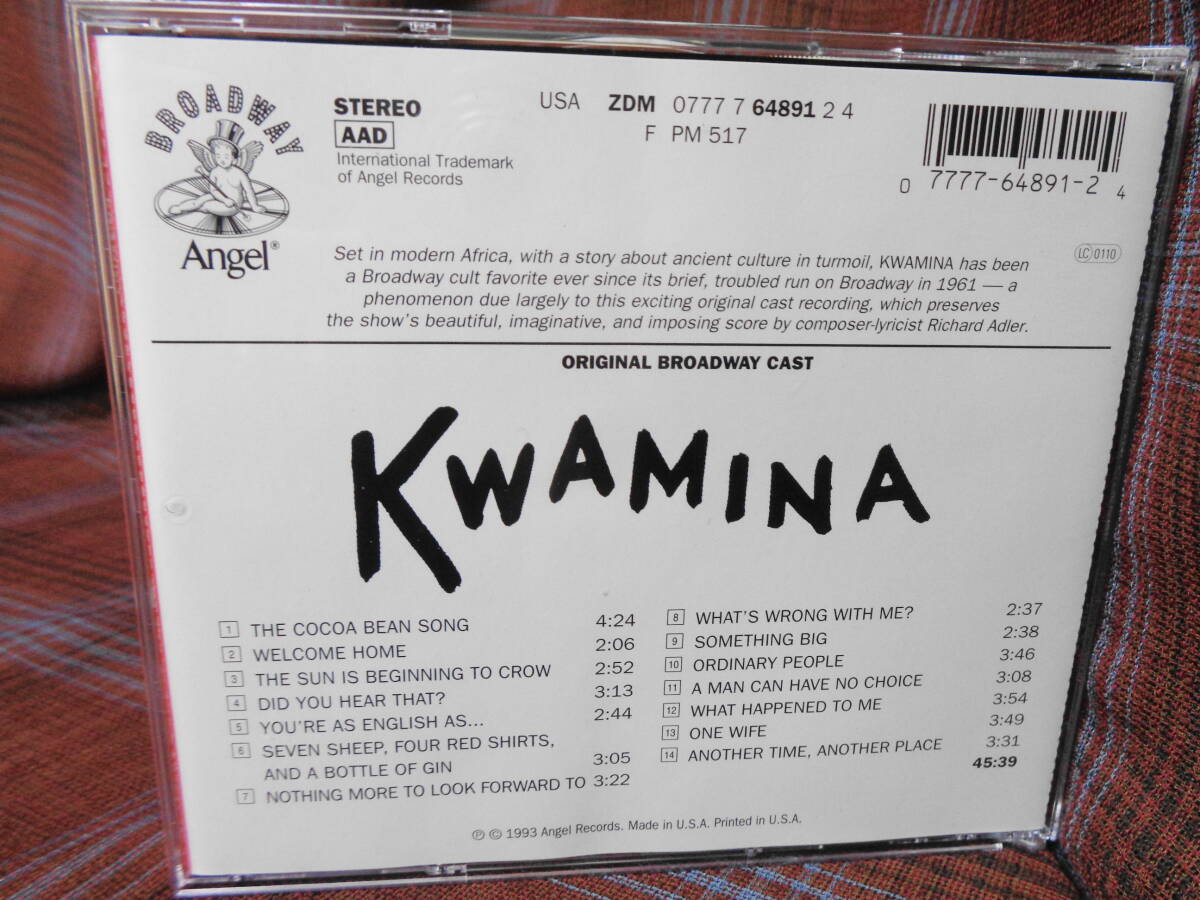 BROADWAY
Angel®
STEREO
AAD
International Trademark
of Angel Records
USA ZDM 0777 7 64891 2 4
F PM 517
0 7777-64891-2 4
LC 0110
Set in modern Africa, with a story about ancient culture in turmoil, KWAMINA has been
a Broadway cult favorite ever since its brief, troubled run on Broadway in 1961 — a
phenomenon due largely to this exciting original cast recording, which preserves
the show's beautiful, imaginative, and imposing score by composer-lyricist Richard Adler.
ORIGINAL BROADWAY CAST
KWAMINA
1 THE COCOA BEAN SONG 4:24
2 WELCOME HOME 2:06
3 THE SUN IS BEGINNING TO CROW 2:52
4 DID YOU HEAR THAT? 3:13
5 YOU'RE AS ENGLISH AS... 2:44
6 SEVEN SHEEP, FOUR RED SHIRTS,
AND A BOTTLE OF GIN 3:05
7 NOTHING MORE TO LOOK FORWARD TO 3:22
8 WHAT'S WRONG WITH ME? 2:37
9 SOMETHING BIG 2:38
10 ORDINARY PEOPLE 3:46
11 A MAN CAN HAVE NO CHOICE 3:08
12 WHAT HAPPENED TO ME 3:54
13 ONE WIFE 3:49
14 ANOTHER TIME, ANOTHER PLACE 3:31
45:39
℗ © 1993 Angel Records. Made in U.S.A. Printed in U.S.A.